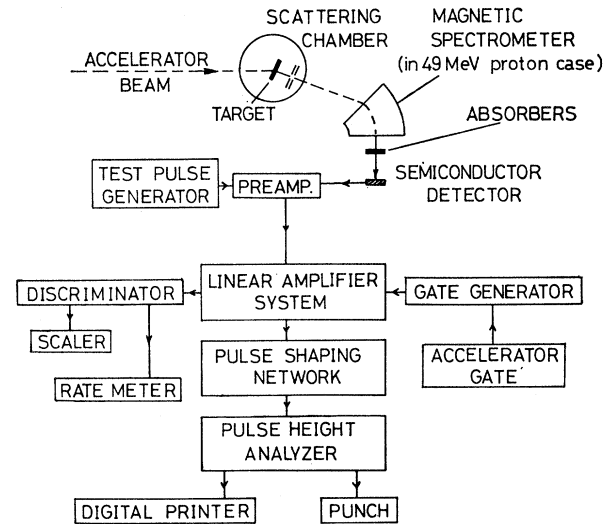 SCATTERING
CHAMBER
MAGNETIC
SPECTROMETER
(in 49 MeV proton case)
ACCELERATOR
BEAM
TARGET
ABSORBERS
SEMICONDUCTOR
DETECTOR
TEST PULSE
GENERATOR
PREAMP.
LINEAR AMPLIFIER
SYSTEM
DISCRIMINATOR
GATE GENERATOR
SCALER
RATE METER
PULSE SHAPING
NETWORK
ACCELERATOR
GATE
PULSE HEIGHT
ANALYZER
DIGITAL PRINTER
PUNCH